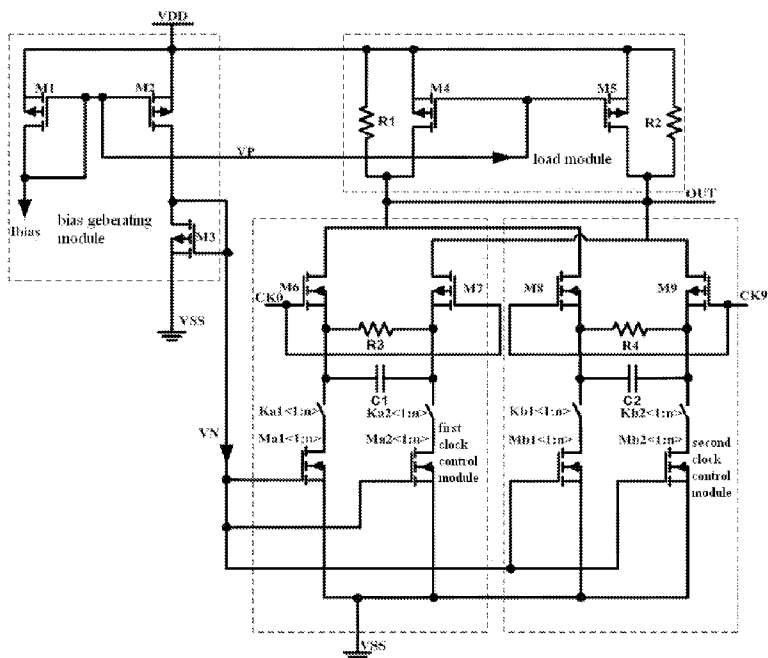 VDD
M1
M2
M4
M5
R1
R2
VP
load module
OUT
Ibias
bias geberating
module
M3
M6
M7
M8
M9
CK0
CK9
VSS
R3
R4
C1
C2
Ka1<1:n>
Ka2<1:n>
Kb1<1:n>
Kb2<1:n>
VN
Ma1<1:n>
Ma2<1:n>
first
clock
control
module
Mb1<1:n>
Mb2<1:n>
second
clock
control
module
VSS